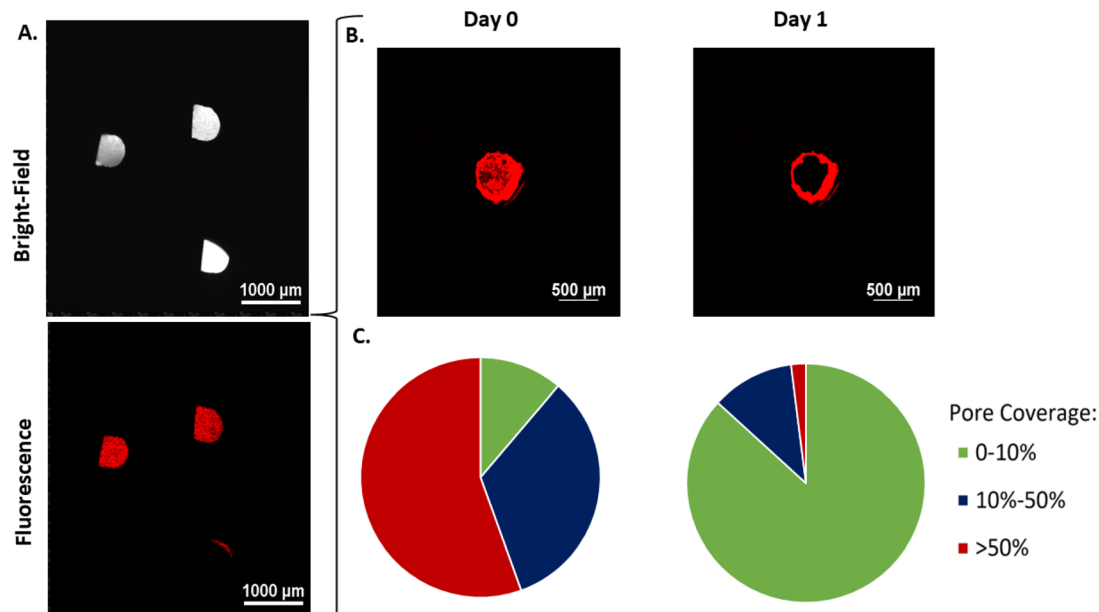 A.
Bright-Field
1000 µm
Fluorescence
1000 µm
B.
Day 0
Day 1
500 µm
500 µm
C.
Pore Coverage:
0-10%
10%-50%
>50%